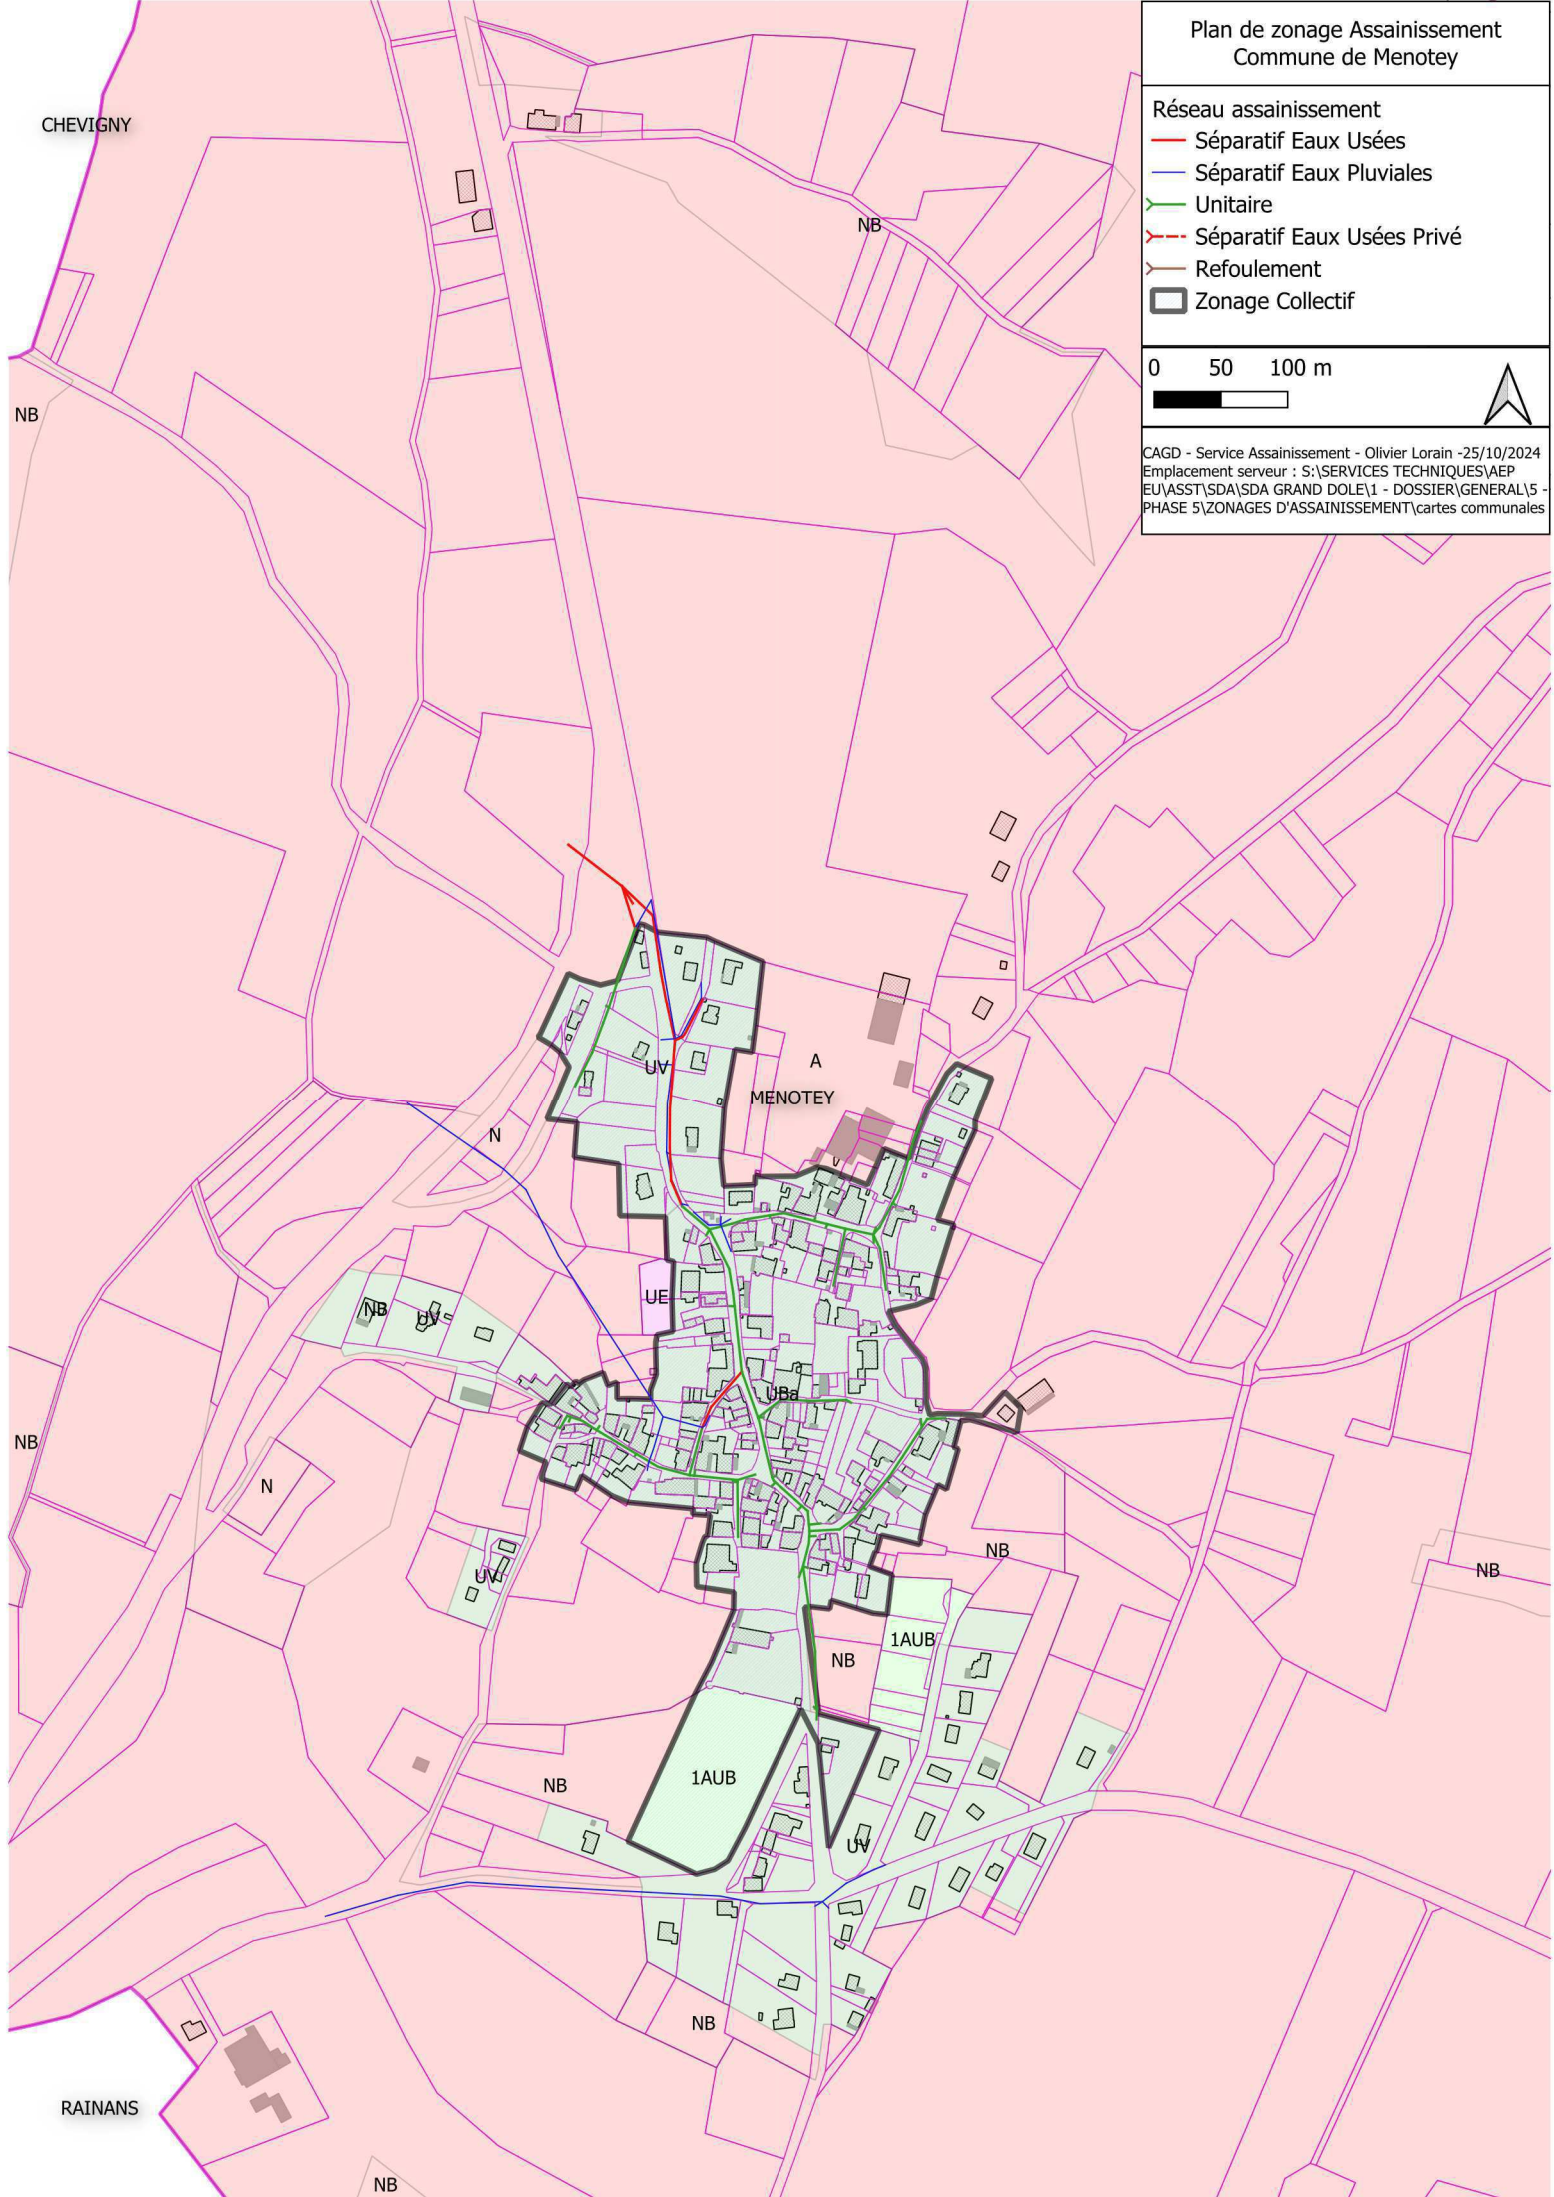 Plan de zonage Assainissement
Commune de Menotey
Réseau assainissement
Séparatif Eaux Usées
Séparatif Eaux Pluviales
Unitaire
Séparatif Eaux Usées Privé
Refoulement
Zonage Collectif
0 50 100 m
CAGD - Service Assainissement - Olivier Lorain -25/10/2024
Emplacement serveur : S:\SERVICES TECHNIQUES\AEP
EU\ASST\SDA\SDA GRAND DOLE\1 - DOSSIER\GENERAL\5 -
PHASE 5\ZONAGES D'ASSAINISSEMENT\cartes communales
CHEVIGNY
NB
NB
A
UV
MENOTEY
N
UE
NB
UV
UBa
NB
N
NB
NB
UV
1AUB
NB
1AUB
NB
UV
NB
RAINANS
NB